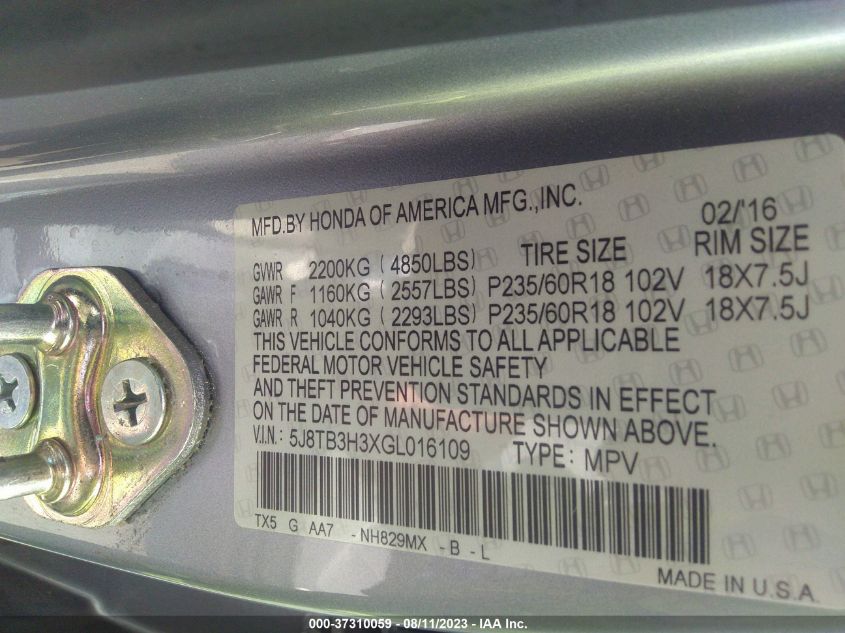 MFD.BY HONDA OF AMERICA MFG.,INC. 02/'16
TIRE SIZE RIM SIZE
GVWR 2200KG (4850LBS)
GAWR F 1160KG (2557LBS) P235/60R18 102V 18X7.5J
GAWR R 1040KG (2293LBS) P235/60R18 102V 18X7.5J
THIS VEHICLE CONFORMS TO ALL APPLICABLE
FEDERAL MOTOR VEHICLE SAFETY
AND THEFT PREVENTION STANDARDS IN EFFECT
ON THE DATE OF MANUFACTURE SHOWN ABOVE.
V.I.N: 5J8TB3H3XGL016109 TYPE: MPV
TX5 G AA7 -NH829MX -B -L
MADE IN U.S.A.
000-37310059 - 08/11/2023 - © IAA Inc.